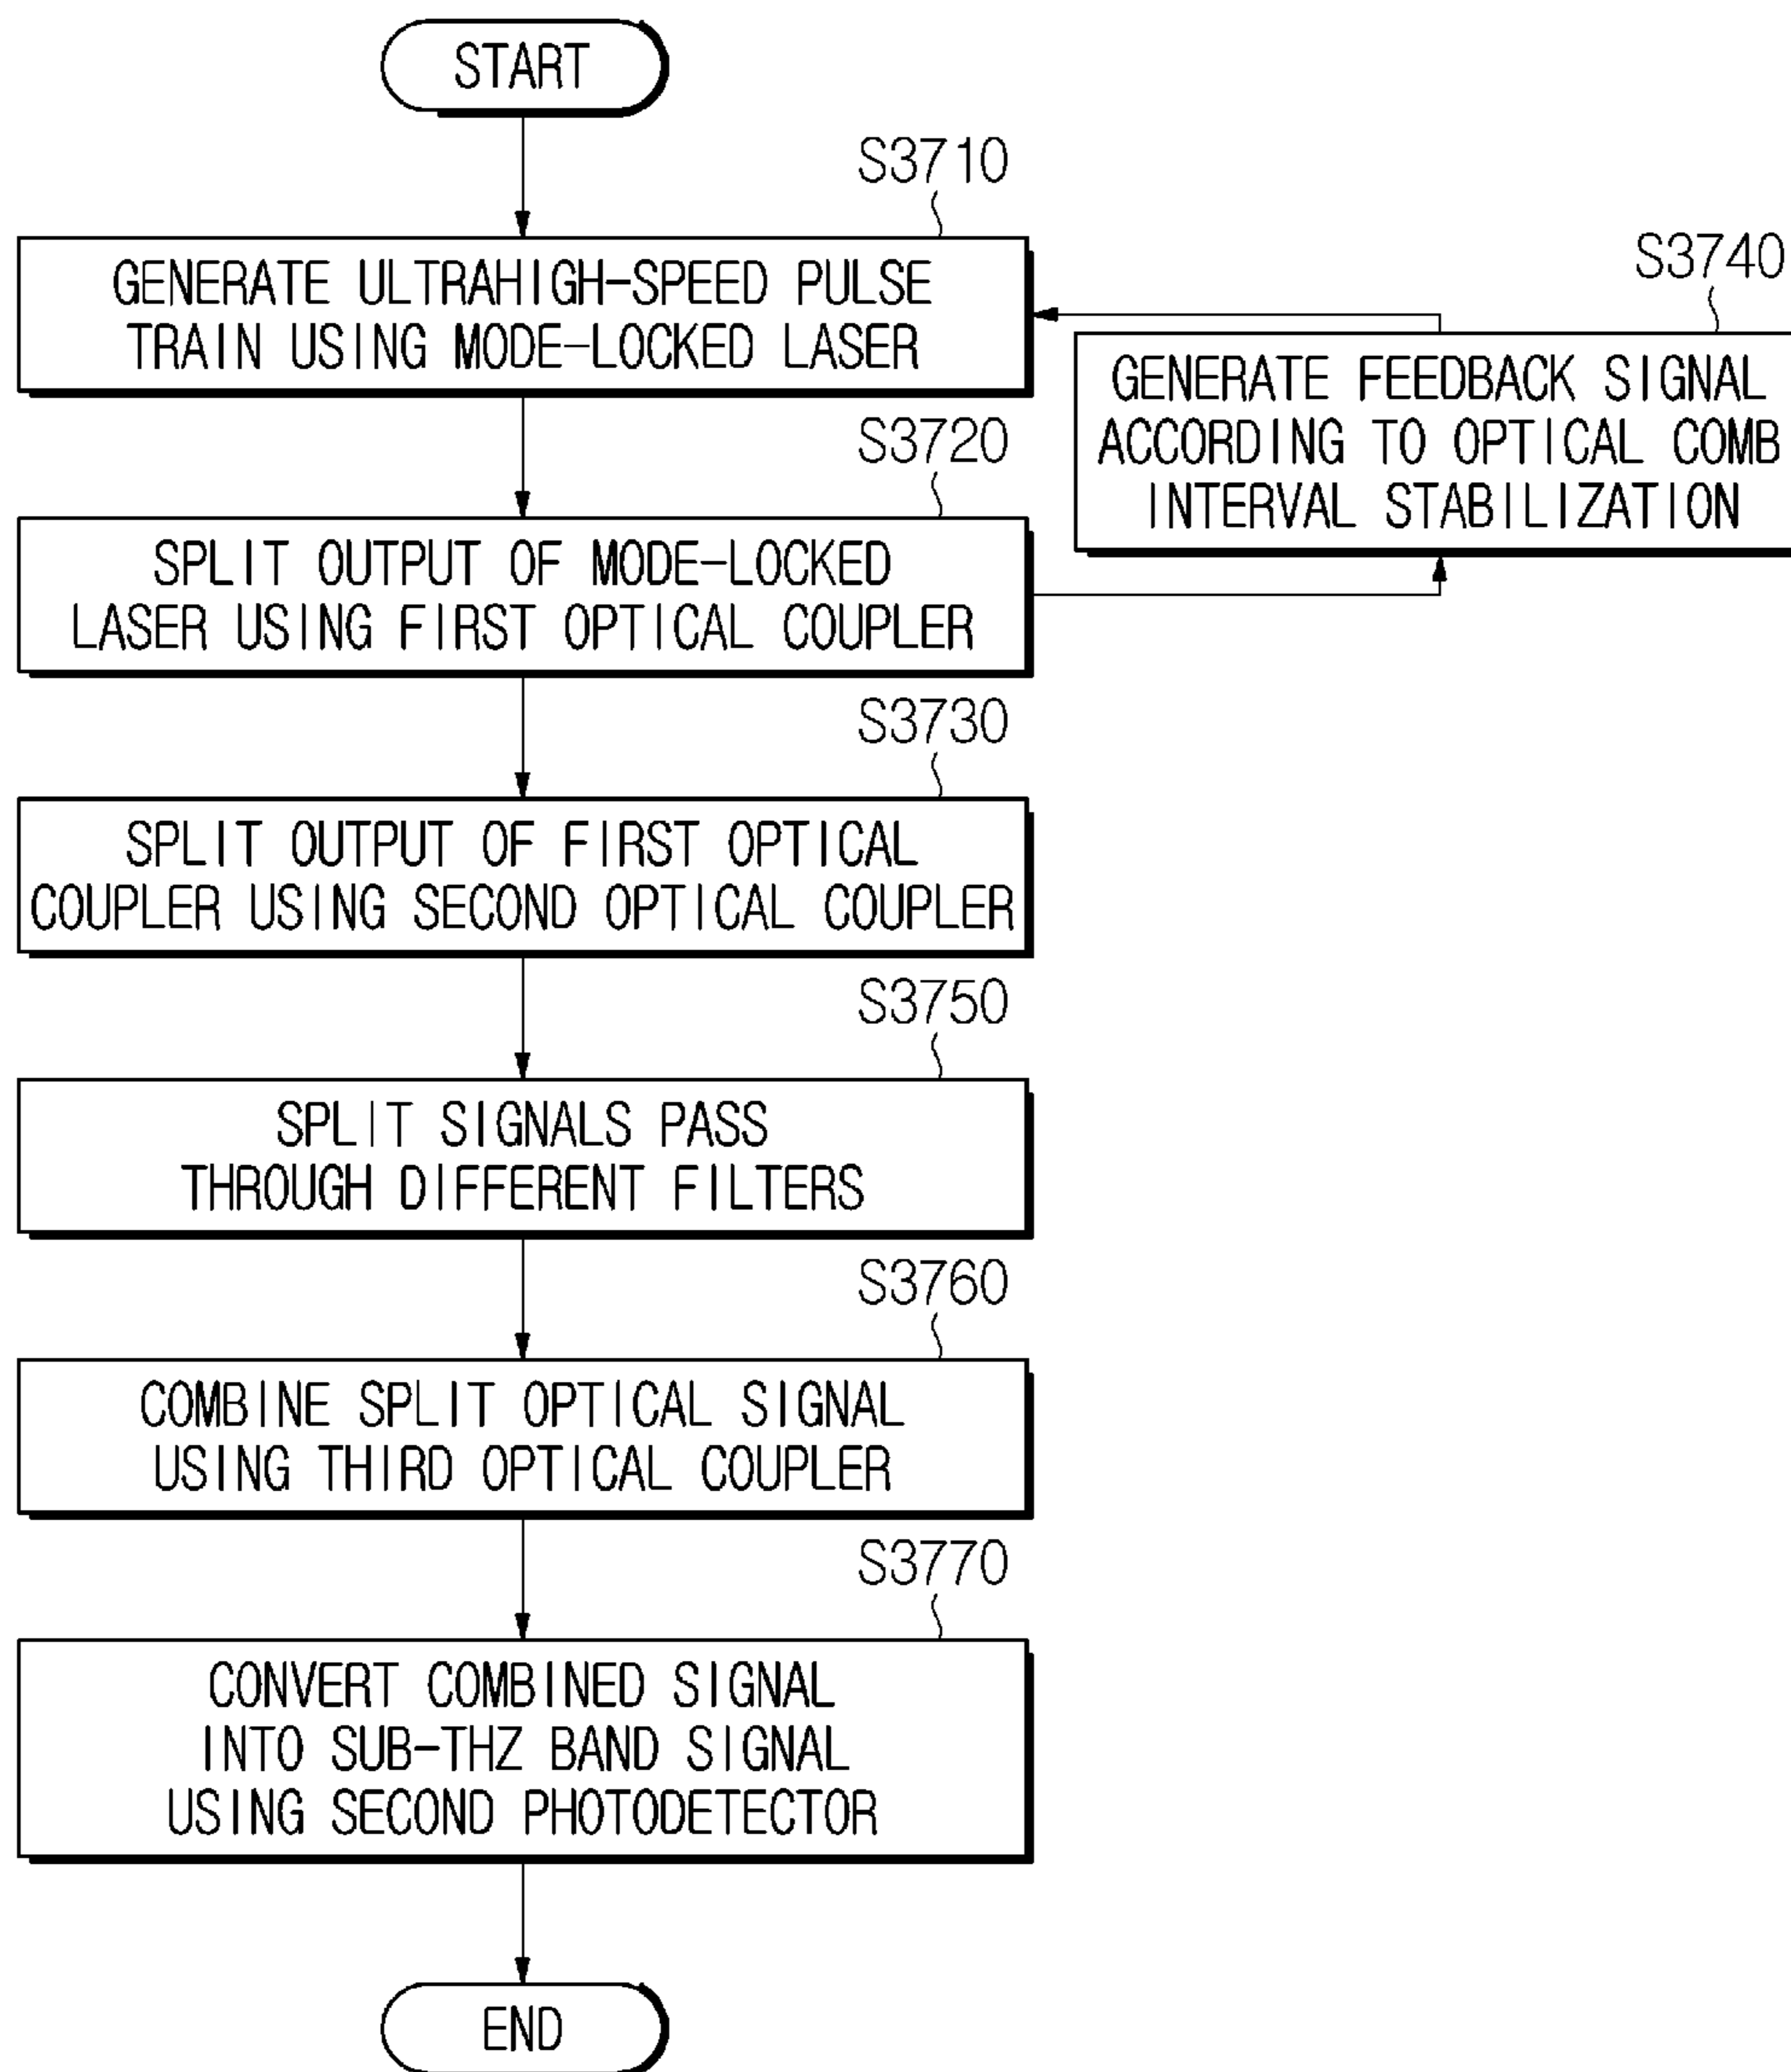 START
S3710
GENERATE ULTRAHIGH-SPEED PULSE
TRAIN USING MODE-LOCKED LASER
S3740
GENERATE FEEDBACK SIGNAL
ACCORDING TO OPTICAL COMB
INTERVAL STABILIZATION
S3720
SPLIT OUTPUT OF MODE-LOCKED
LASER USING FIRST OPTICAL COUPLER
S3730
SPLIT OUTPUT OF FIRST OPTICAL
COUPLER USING SECOND OPTICAL COUPLER
S3750
SPLIT SIGNALS PASS
THROUGH DIFFERENT FILTERS
S3760
COMBINE SPLIT OPTICAL SIGNAL
USING THIRD OPTICAL COUPLER
S3770
CONVERT COMBINED SIGNAL
INTO SUB-THZ BAND SIGNAL
USING SECOND PHOTODETECTOR
END